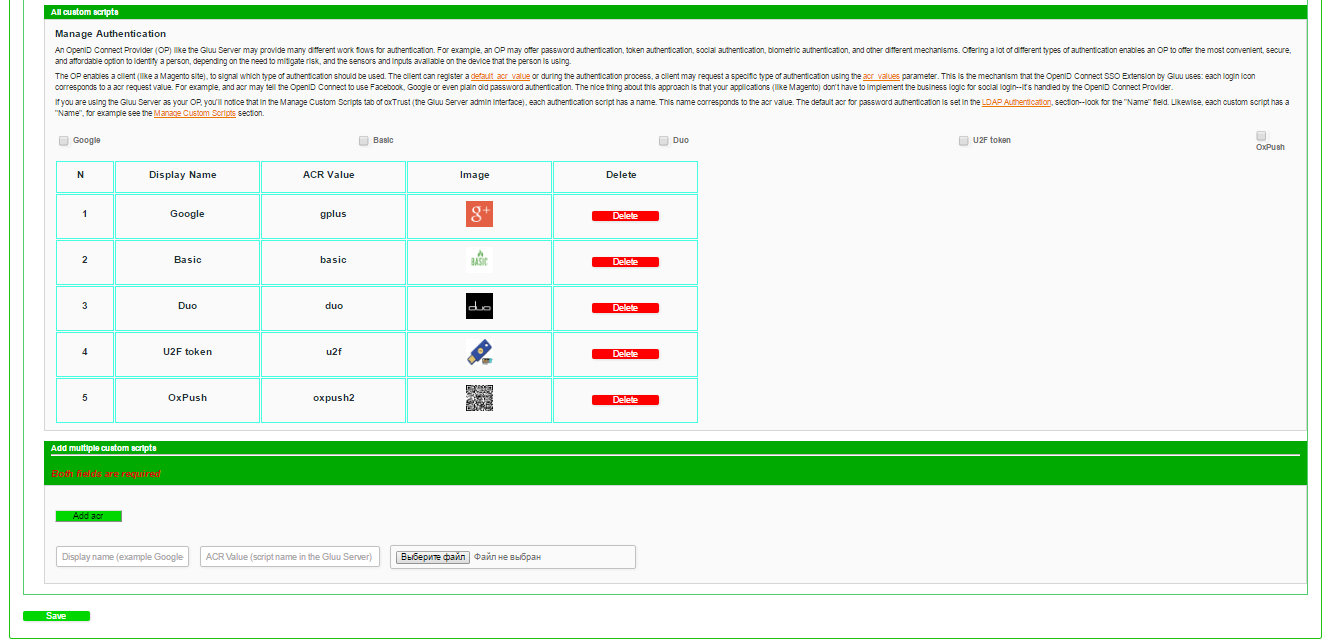 All custom scripts
Manage Authentication
An OpenID Connect Provider (OP) like the Gluu Server may provide many different work flows for authentication. For example, an OP may offer password authentication, token authentication, social authentication, biometric authentication, and other different mechanisms. Offering a lot of different types of authentication enables an OP to offer the most convenient, secure,
and affordable option to identify a person, depending on the need to mitigate risk, and the sensors and inputs available on the device that the person is using.
The OP enables a client (like a Magento site), to signal which type of authentication should be used. The client can register a default_acr_value or during the authentication process, a client may request a specific type of authentication using the acr_values parameter. This is the mechanism that the OpenID Connect SSO Extension by Gluu uses: each login icon
corresponds to a acr request value. For example, and acr may tell the OpenID Connect to use Facebook, Google or even plain old password authentication. The nice thing about this approach is that your applications (like Magento) don't have to implement the business logic for social login--it's handled by the OpenID Connect Provider.
If you are using the Gluu Server as your OP, you'll notice that in the Manage Custom Scripts tab of oxTrust (the Gluu Server admin interface), each authentication script has a name. This name corresponds to the acr value. The default acr for password authentication is set in the LDAP Authentication, section--look for the "Name" field. Likewise, each custom script has a
"Name", for example see the Manage Custom Scripts section.
Google Basic Duo U2F token OxPush
N Display Name ACR Value Image Delete
1 Google gplus g+ Delete
2 Basic basic BASIC Delete
3 Duo duo duo Delete
4 U2F token u2f Delete
5 OxPush oxpush2 Delete
Add multiple custom scripts
Both fields are required
Add acr
Display name (example Google ACR Value (script name in the Gluu Server) Выберите файл Файл не выбран
Save